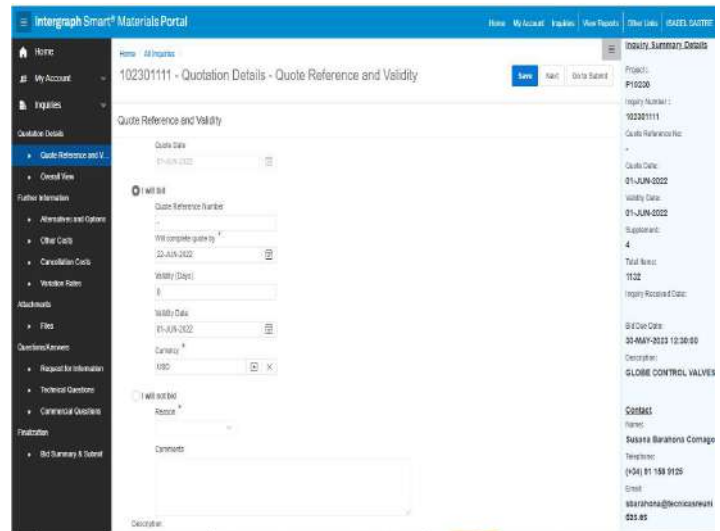 Intergraph Smart® Materials Portal
Home My Account Inquiries View Reports Other Links ISABEL SASTRE
Home
My Account
Inquiries
Quotation Details
Quote Reference and V...
Overall View
Further Information
Alternatives and Options
Other Costs
Cancellation Costs
Variation Rates
Attachments
Files
Questions/Answers
Request for Information
Technical Questions
Commercial Questions
Finalization
Bid Summary & Submit
Home All Inquiries
102301111 - Quotation Details - Quote Reference and Validity
Save Next Go to Submit
Quote Reference and Validity
Quote Date
01-JUN-2022
I will bid
Quote Reference Number
-
Will complete quote by *
22-JUN-2022
Validity (Days)
0
Validity Date
01-JUN-2022
Currency *
USD
I will not bid
Reason *
Comments
Description
Inquiry Summary Details
Project:
P10230
Inquiry Number:
102301111
Quote Reference No:
-
Quote Date:
01-JUN-2022
Validity Date:
01-JUN-2022
Supplement:
4
Total Items:
1132
Inquiry Received Date:
Bid Due Date:
30-MAY-2023 12:30:00
Description:
GLOBE CONTROL VALVES
Contact
Name:
Susana Barahona Cornago
Telephone:
(+34) 91 158 9125
Email:
sbarahona@tecnicasreuni